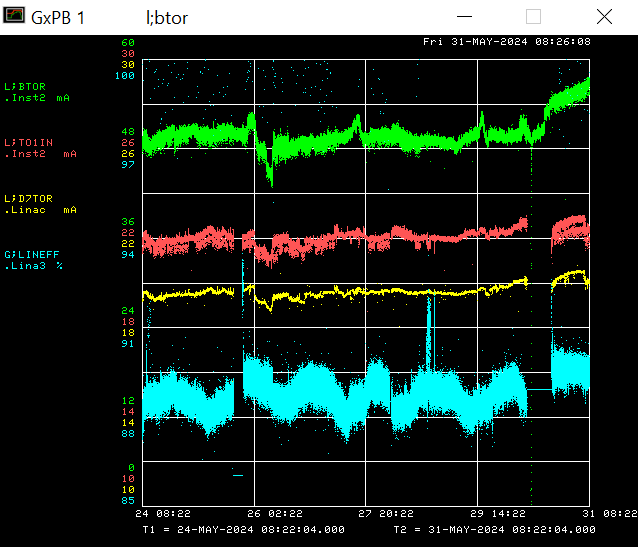 GxPB 1 l;btor
Fri 31-MAY-2024 08:26:08
60
30
30
100
L;BTOR
.Inst2 mA
48
26
26
97
L;TO1IN
.Inst2 mA
L;D7TOR
.Linac mA
36
22
22
94
G;LINEFF
.Lina3 %
24
18
18
91
12
14
14
88
0
10
10
85
24 08:22 26 02:22 27 20:22 29 14:22 31 08:22
T1 = 24-MAY-2024 08:22:04.000 T2 = 31-MAY-2024 08:22:04.000